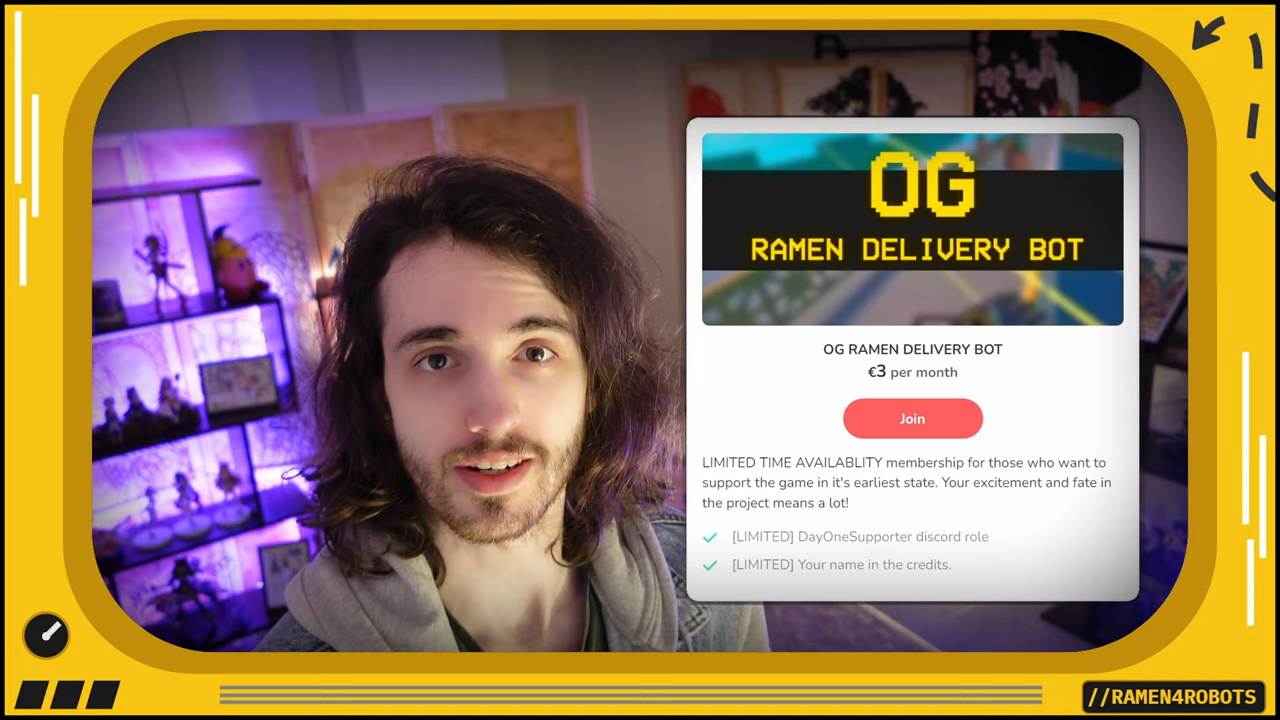 OG
RAMEN DELIVERY BOT
OG RAMEN DELIVERY BOT
€3 per month
Join
LIMITED TIME AVAILABLITY membership for those who want to
support the game in it's earliest state. Your excitement and fate in
the project means a lot!
[LIMITED] DayOneSupporter discord role
[LIMITED] Your name in the credits.
//RAMEN4ROBOTS